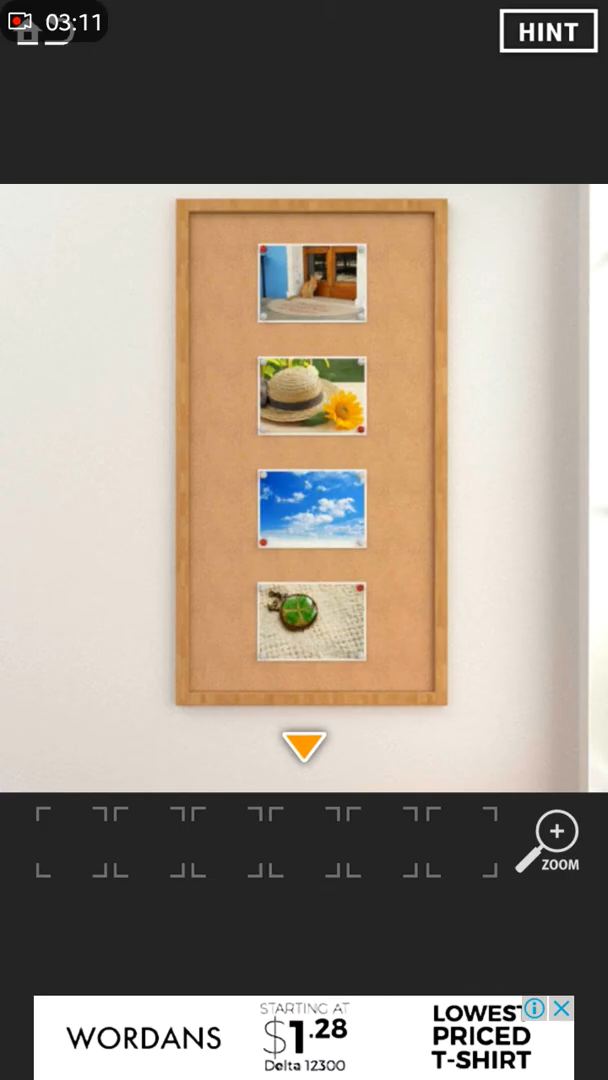 03:11
HINT
ZOOM
WORDANS
STARTING AT
$1.28
Delta 12300
LOWEST
PRICED
T-SHIRT